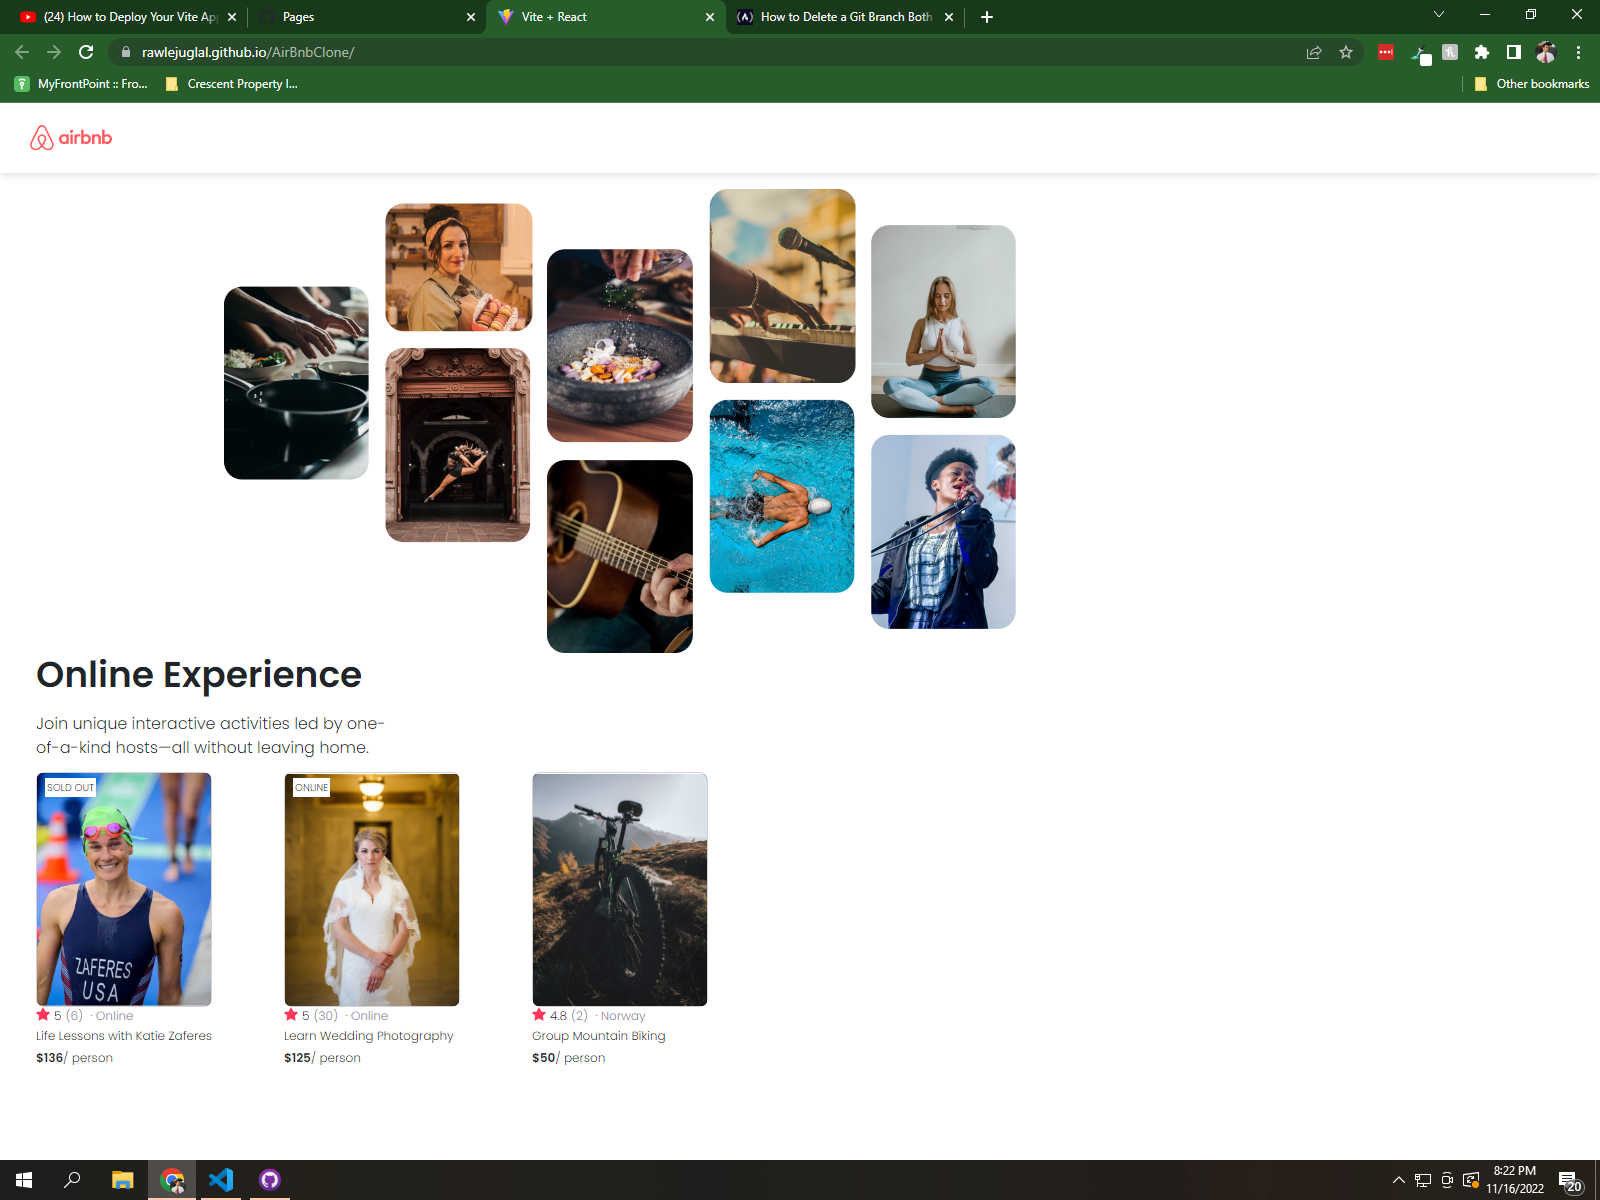 (24) How to Deploy Your Vite Ap
Pages
Vite + React
How to Delete a Git Branch Both
rawlejuglal.github.io/AirBnbClone/
MyFrontPoint :: Fro...
Crescent Property I...
Other bookmarks
airbnb
Online Experience
Join unique interactive activities led by one-
of-a-kind hosts—all without leaving home.
SOLD OUT
ZAFERES
USA
5 (6) · Online
Life Lessons with Katie Zaferes
$136/ person
ONLINE
5 (30) · Online
Learn Wedding Photography
$125/ person
4.8 (2) · Norway
Group Mountain Biking
$50/ person
8:22 PM
11/16/2022
20